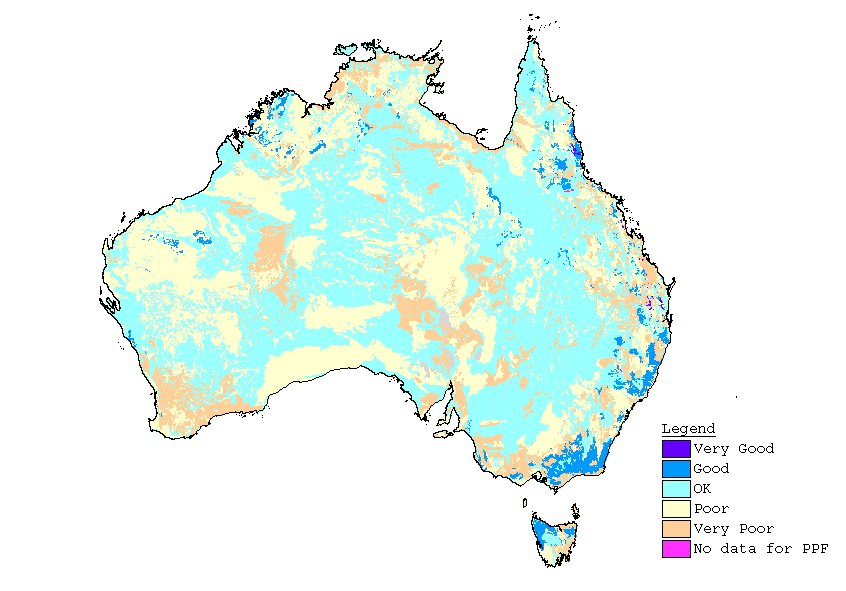 Legend
Very Good
Good
OK
Poor
Very Poor
No data for PPF